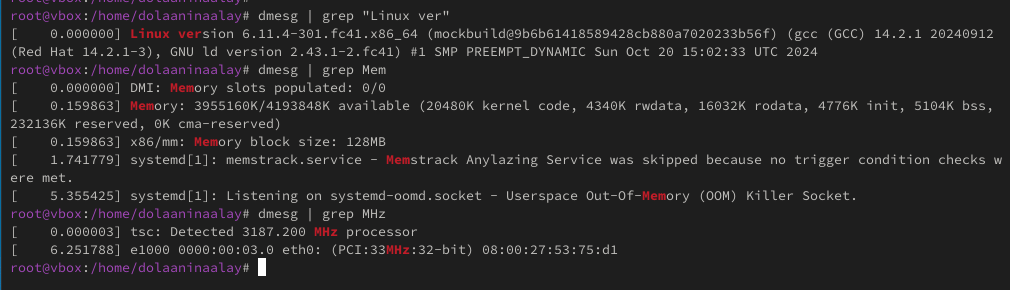 root@vbox:/home/dolaaninaalay# dmesg | grep "Linux ver"
[    0.000000] Linux version 6.11.4-301.fc41.x86_64 (mockbuild@9b6b61418589428cb880a7020233b56f) (gcc (GCC) 14.2.1 20240912
(Red Hat 14.2.1-3), GNU ld version 2.43.1-2.fc41) #1 SMP PREEMPT_DYNAMIC Sun Oct 20 15:02:33 UTC 2024
root@vbox:/home/dolaaninaalay# dmesg | grep Mem
[    0.000000] DMI: Memory slots populated: 0/0
[    0.159863] Memory: 3955160K/4193848K available (20480K kernel code, 4340K rwdata, 16032K rodata, 4776K init, 5104K bss,
232136K reserved, 0K cma-reserved)
[    0.159863] x86/mm: Memory block size: 128MB
[    1.741779] systemd[1]: memstrack.service - Memstrack Anylazing Service was skipped because no trigger condition checks w
ere met.
[    5.355425] systemd[1]: Listening on systemd-oomd.socket - Userspace Out-Of-Memory (OOM) Killer Socket.
root@vbox:/home/dolaaninaalay# dmesg | grep MHz
[    0.000003] tsc: Detected 3187.200 MHz processor
[    6.251788] e1000 0000:00:03.0 eth0: (PCI:33MHz:32-bit) 08:00:27:53:75:d1
root@vbox:/home/dolaaninaalay#